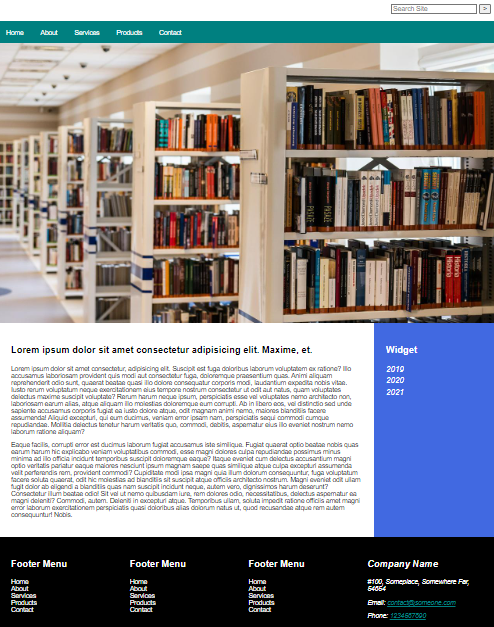 Search Site >
Home About Services Products Contact
Lorem ipsum dolor sit amet consectetur adipisicing elit. Maxime, et.
Lorem ipsum dolor sit amet consectetur, adipisicing elit. Suscipit est fuga doloribus laborum voluptatem ex ratione? Illo
accusamus laboriosam provident quis modi aut consectetur fuga, doloremque praesentium quas. Animi aliquam
reprehenderit odio sunt, quaerat beatae quasi illo dolore consequatur corporis modi, laudantium expedita nobis vitae.
Iusto rerum voluptatum neque exercitationem eius tempore nostrum consectetur ut odit aut natus, quam voluptates
delectus maxime suscipit voluptate? Rerum harum neque ipsum, perspiciatis esse vel voluptates nemo architecto non,
laboriosam earum alias, atque aliquam illo molestias doloremque eum corrupti. Ab in libero eos, vel distinctio sed unde
sapiente accusamus corporis fugiat ea iusto dolore atque, odit magnam animi nemo, maiores blanditiis facere
assumenda! Aliquid excepturi, qui eum ducimus, veniam error ipsam nam, perspiciatis sequi commodi cumque
repudiandae. Mollitia delectus tenetur harum veritatis quo, commodi, debitis, aspernatur eius illo eveniet nostrum nemo
laborum ratione aliquam?
Eaque facilis, corrupti error est ducimus laborum fugiat accusamus iste similique. Fugiat quaerat optio beatae nobis quas
earum harum hic explicabo veniam voluptatibus commodi, esse magni dolores culpa repudiandae possimus minus
minima ad illo officia incidunt temporibus suscipit doloremque eaque? Itaque eveniet cum delectus accusantium magni
optio veritatis pariatur eaque maiores nesciunt ipsum magnam saepe quas similique atque culpa excepturi assumenda
velit perferendis rem, provident commodi? Cupiditate modi ipsa magni quia illum dolorum consequuntur, fuga voluptatum
facere soluta quaerat, odit hic molestias ad blanditiis sit suscipit atque officiis architecto nostrum. Magni eveniet odit ullam
fugit dolor ab eligendi a blanditiis quas nam suscipit incidunt neque, autem vero, dignissimos harum deserunt?
Consectetur illum beatae odio! Sit vel ut nemo quibusdam iure, rem dolores odio, necessitatibus, delectus aspernatur ea
magni deleniti? Commodi, autem. Deleniti in excepturi atque. Temporibus ullam, soluta impedit ratione officiis amet magni
error laborum exercitationem perspiciatis quasi doloribus alias dolorum natus ut, quod recusandae atque rem autem
consequuntur! Nobis.
Widget
2019
2020
2021
Footer Menu
Home
About
Services
Products
Contact
Footer Menu
Home
About
Services
Products
Contact
Footer Menu
Home
About
Services
Products
Contact
Company Name
#100, Someplace, Somewhere Far,
64664
Email: contact@someone.com
Phone: 1234567890